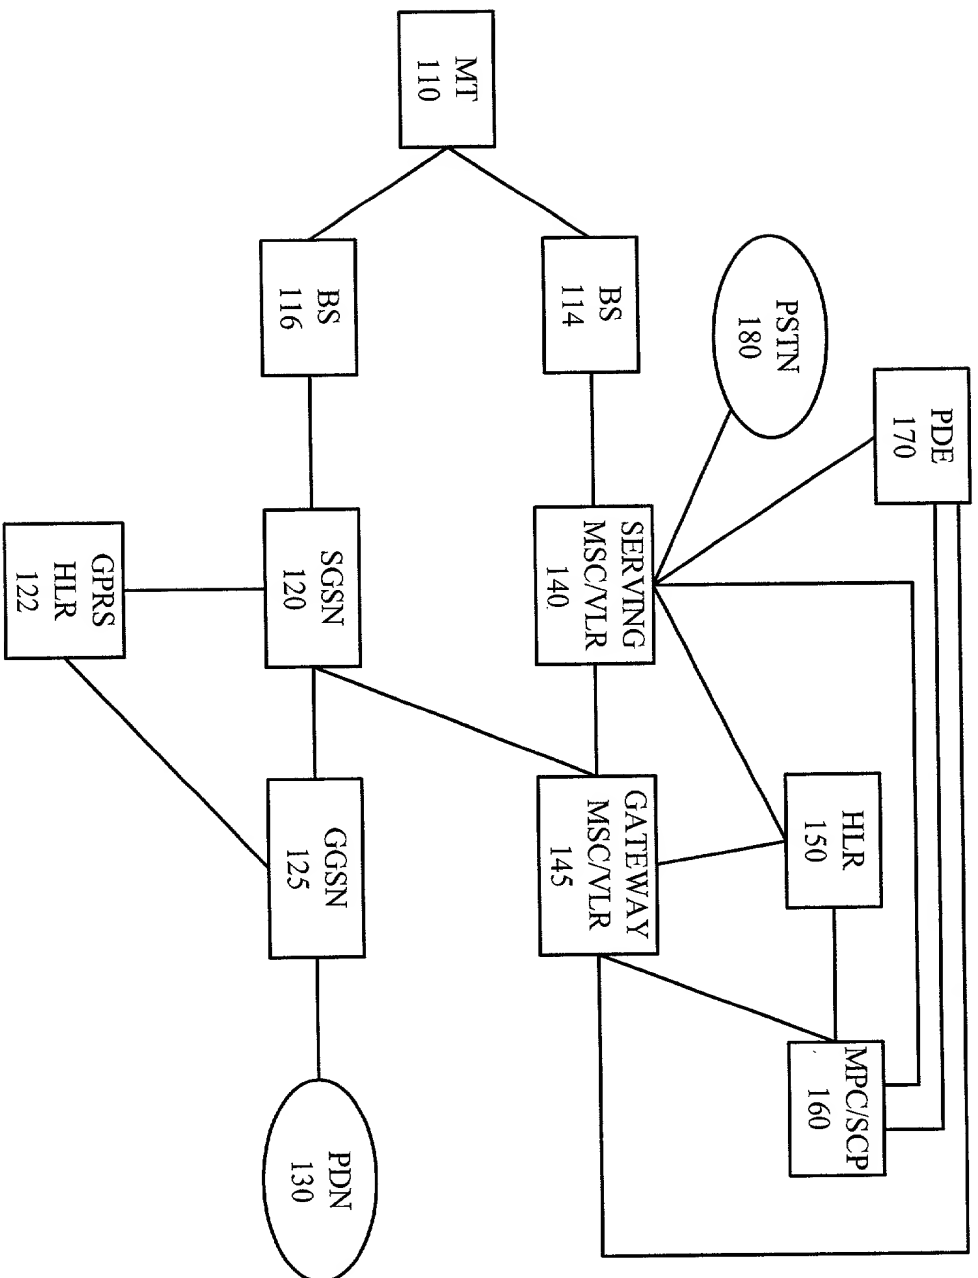 PDE
170
PSTN
180
HLR
150
MPC/SCP
160
MT
110
BS
114
SERVING
MSC/VLR
140
GATEWAY
MSC/VLR
145
BS
116
SGSN
120
GGSN
125
PDN
130
GPRS
HLR
122